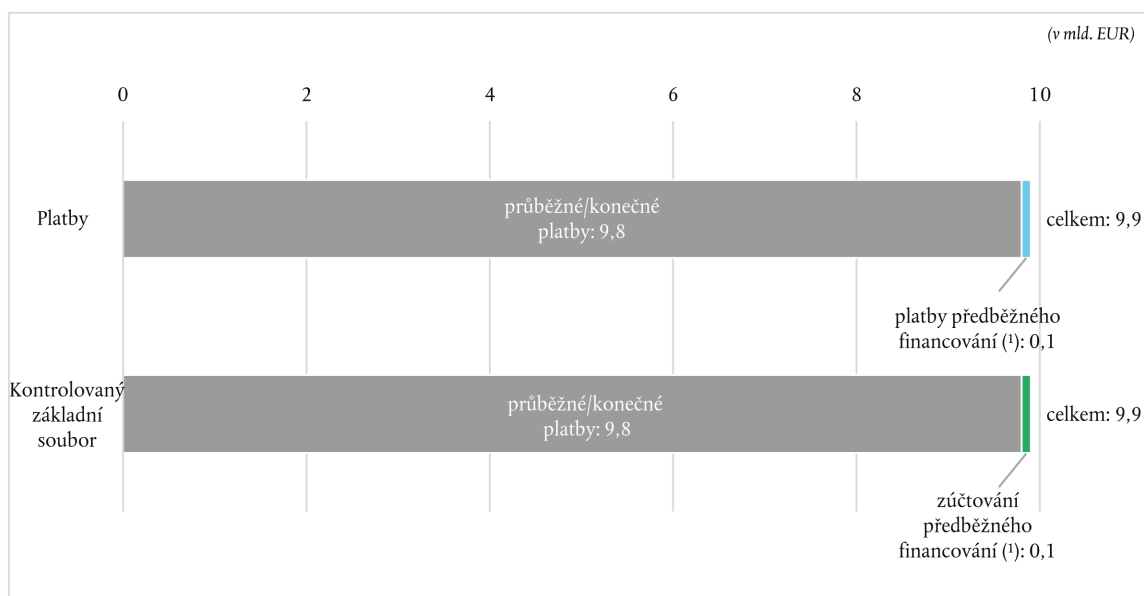 (v mld. EUR)
0 2 4 6 8 10
Platby
průběžné/konečné
platby: 9,8
celkem: 9,9
platby předběžného
financování (¹): 0,1
Kontrolovaný
základní
soubor
průběžné/konečné
platby: 9,8
celkem: 9,9
zúčtování
předběžného
financování (¹): 0,1